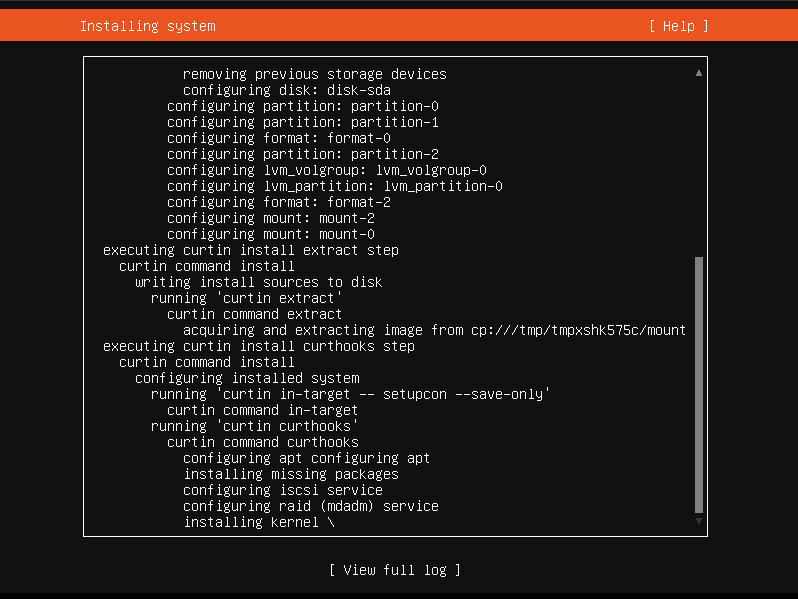 Installing system [ Help ]
removing previous storage devices
configuring disk: disk-sda
configuring partition: partition-0
configuring partition: partition-1
configuring format: format-0
configuring partition: partition-2
configuring lvm_volgroup: lvm_volgroup-0
configuring lvm_partition: lvm_partition-0
configuring format: format-2
configuring mount: mount-2
configuring mount: mount-0
executing curtin install extract step
curtin command install
writing install sources to disk
running 'curtin extract'
curtin command extract
acquiring and extracting image from cp:///tmp/tmpxshk575c/mount
executing curtin install curthooks step
curtin command install
configuring installed system
running 'curtin in-target -- setupcon --save-only'
curtin command in-target
running 'curtin curthooks'
curtin command curthooks
configuring apt configuring apt
installing missing packages
configuring iscsi service
configuring raid (mdadm) service
installing kernel \
[ View full log ]